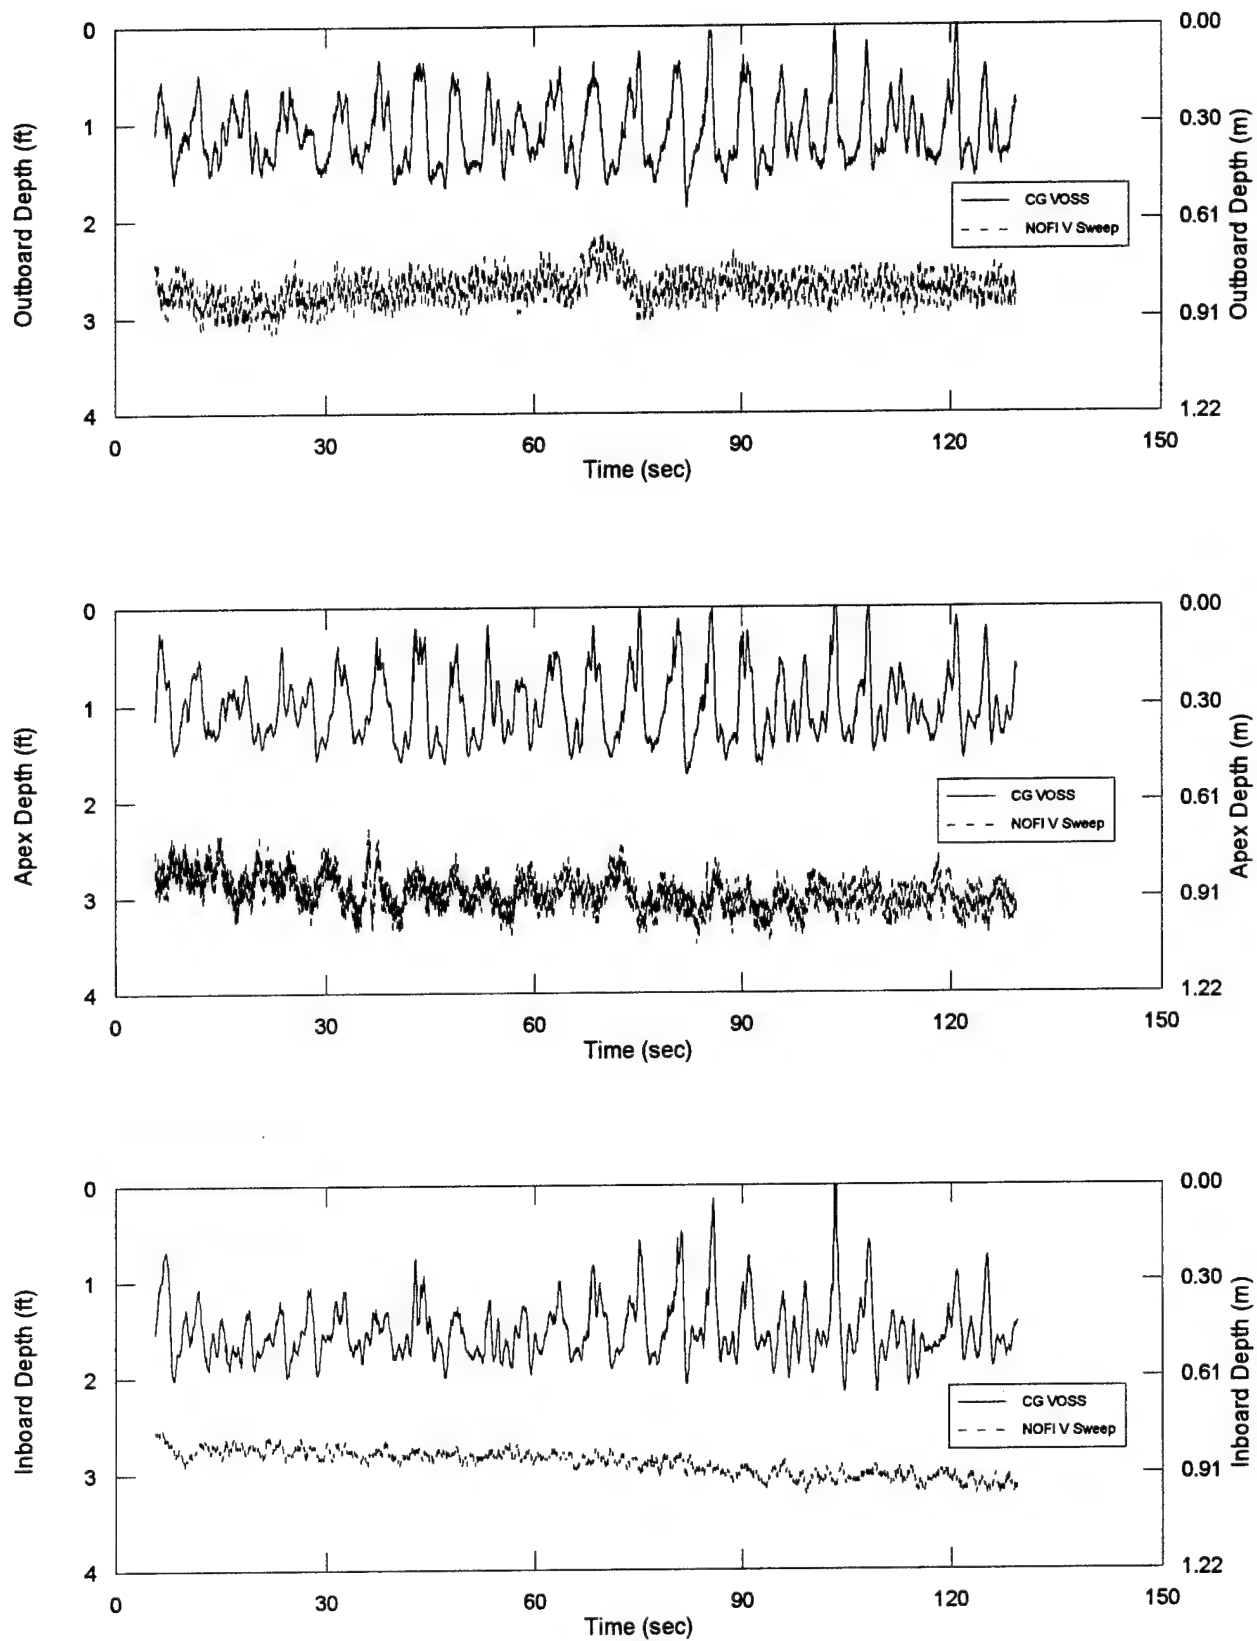 0
1
2
3
4
Outboard Depth (ft)
0.00
0.30
0.61
0.91
1.22
Outboard Depth (m)
CG VOSS
NOFI V Sweep
0 30 60 90 120 150
Time (sec)
0
1
2
3
4
Apex Depth (ft)
0.00
0.30
0.61
0.91
1.22
Apex Depth (m)
CG VOSS
NOFI V Sweep
0 30 60 90 120 150
Time (sec)
0
1
2
3
4
Inboard Depth (ft)
0.00
0.30
0.61
0.91
1.22
Inboard Depth (m)
CG VOSS
NOFI V Sweep
0 30 60 90 120 150
Time (sec)